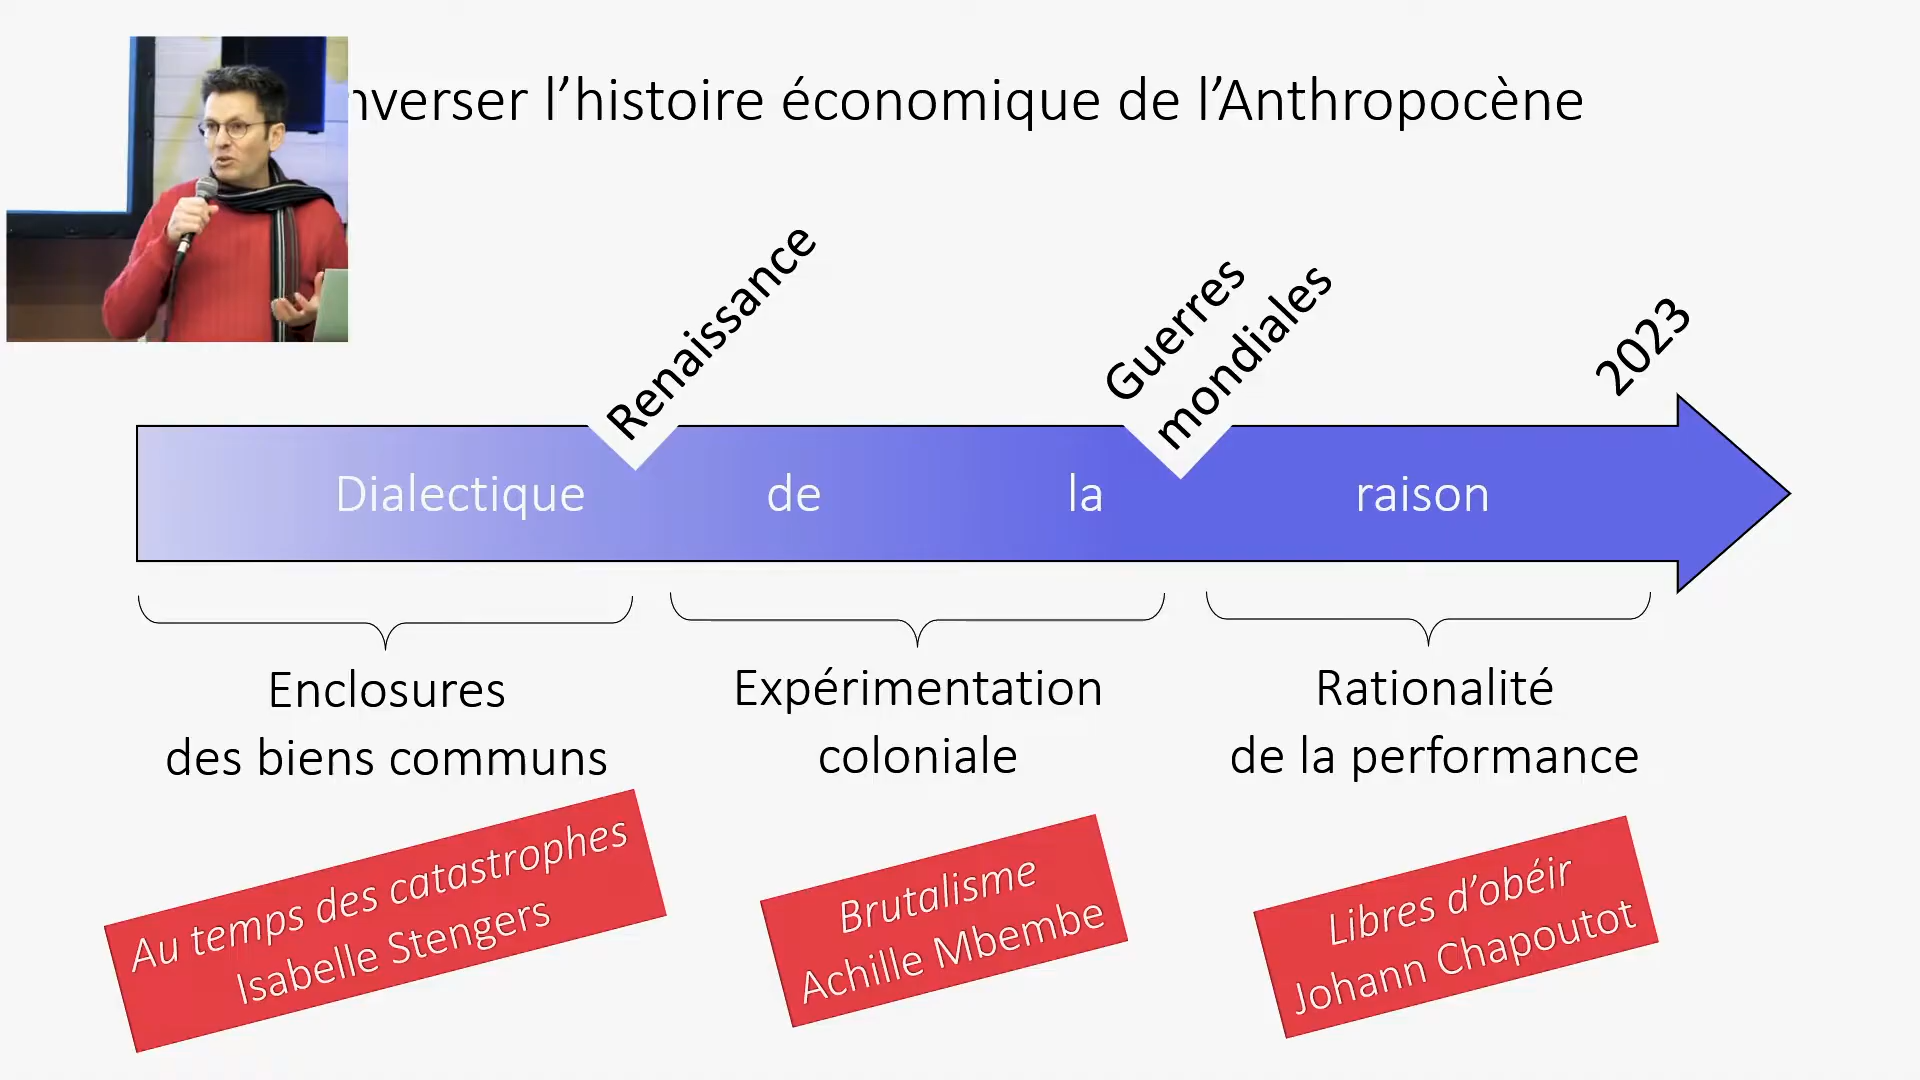 nverser l’histoire économique de l’Anthropocène
Renaissance
Guerres
mondiales
2023
Dialectique de la raison
Enclosures
des biens communs
Expérimentation
coloniale
Rationalité
de la performance
Au temps des catastrophes
Isabelle Stengers
Brutalisme
Achille Mbembe
Libres d’obéir
Johann Chapoutot